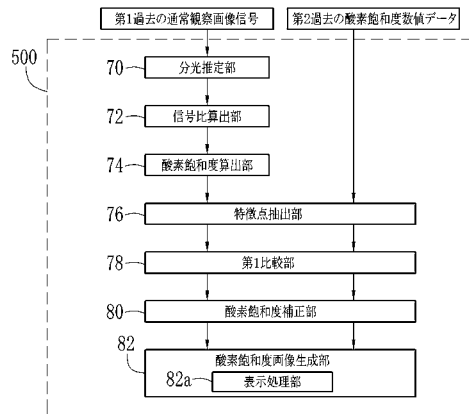 第1過去の通常観察画像信号
第2過去の酸素飽和度数値データ
500
70
分光推定部
72
信号比算出部
74
酸素飽和度算出部
76
特徴点抽出部
78
第1比較部
80
酸素飽和度補正部
82
酸素飽和度画像生成部
82a
表示処理部